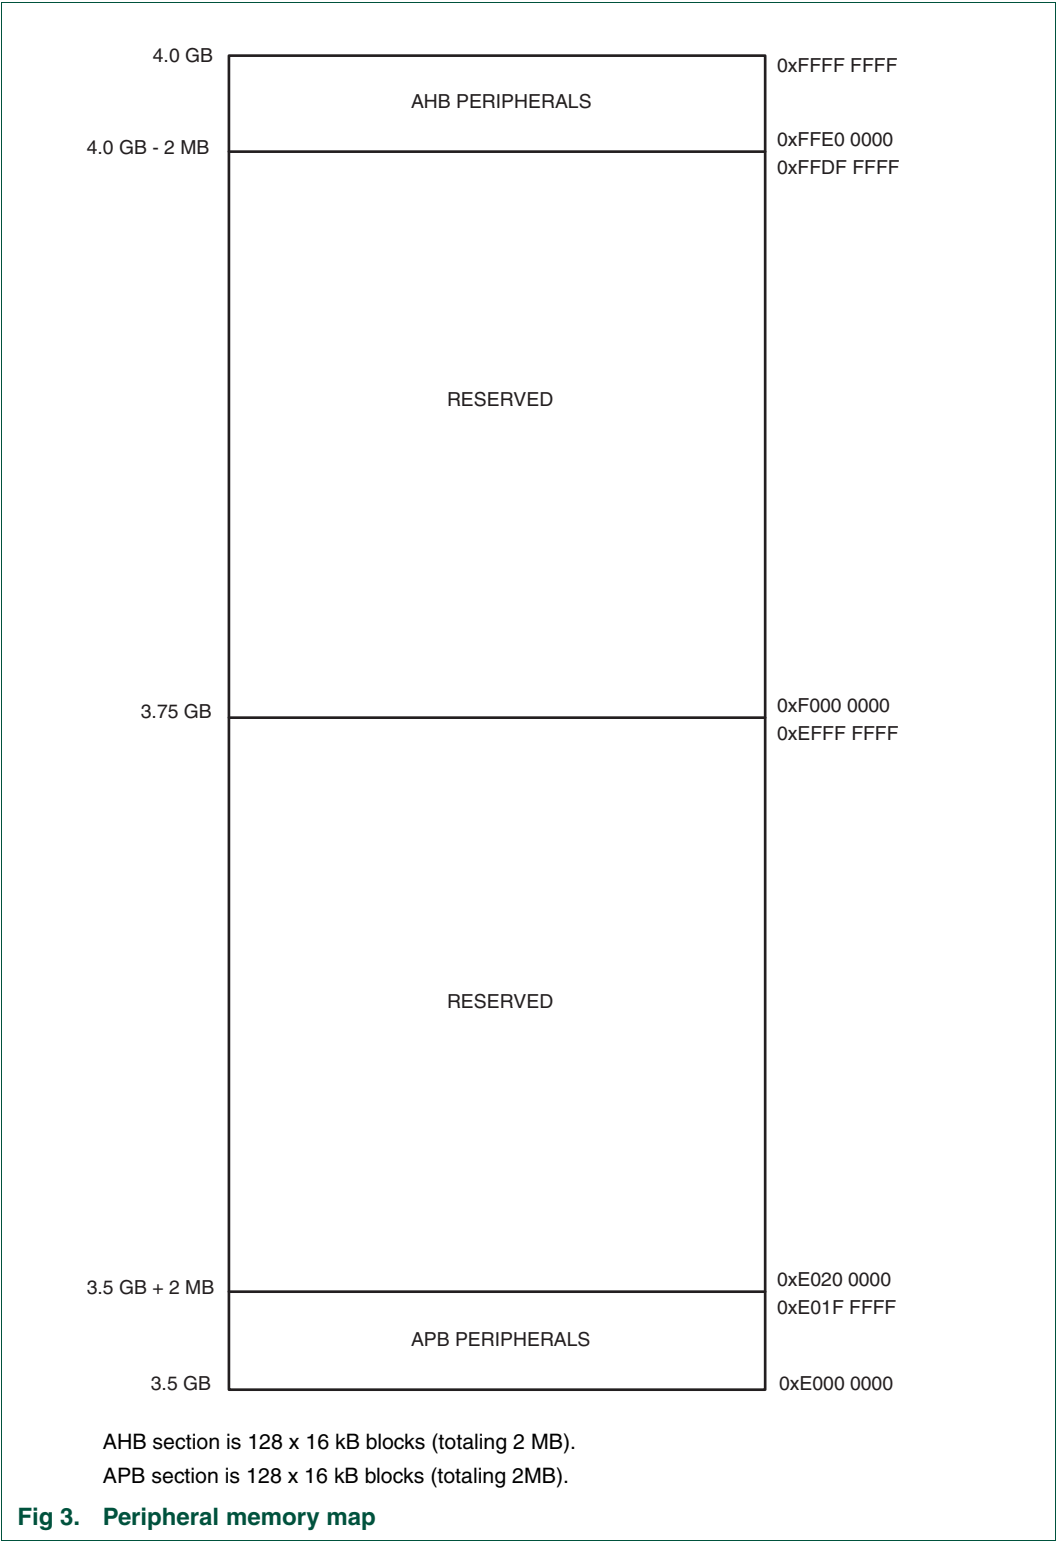 4.0 GB
0xFFFF FFFF
AHB PERIPHERALS
4.0 GB - 2 MB
0xFFE0 0000
0xFFDF FFFF
RESERVED
3.75 GB
0xF000 0000
0xEFFF FFFF
RESERVED
3.5 GB + 2 MB
0xE020 0000
0xE01F FFFF
APB PERIPHERALS
3.5 GB
0xE000 0000
AHB section is 128 x 16 kB blocks (totaling 2 MB).
APB section is 128 x 16 kB blocks (totaling 2MB).
Fig 3. Peripheral memory map